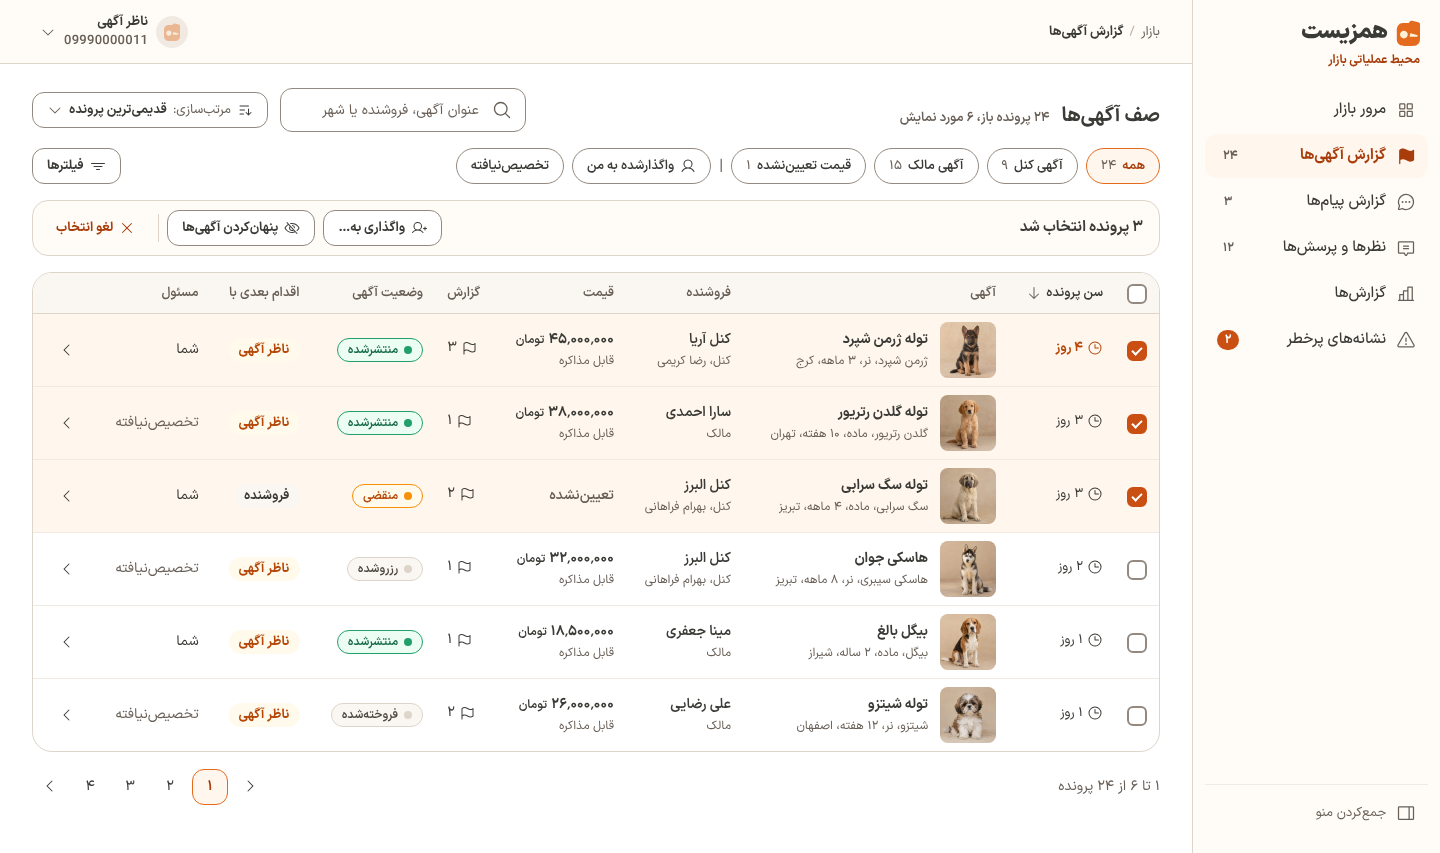 همزیست
محیط عملیاتی بازار
مرور بازار
گزارش آگهی‌ها ۲۴
گزارش پیام‌ها ۳
نظرها و پرسش‌ها ۱۲
گزارش‌ها
نشانه‌های پرخطر ۲
جمع‌کردن منو
بازار / گزارش آگهی‌ها
ناظر آگهی
09990000011
صف آگهی‌ها ۲۴ پرونده باز، ۶ مورد نمایش
عنوان آگهی، فروشنده یا شهر
مرتب‌سازی: قدیمی‌ترین پرونده
همه ۲۴ آگهی کنل ۹ آگهی مالک ۱۵ قیمت تعیین‌نشده ۱ | واگذارشده به من تخصیص‌نیافته
فیلترها
۳ پرونده انتخاب شد
واگذاری به... پنهان‌کردن آگهی‌ها لغو انتخاب
سن پرونده آگهی فروشنده قیمت گزارش وضعیت آگهی اقدام بعدی با مسئول
۴ روز توله ژرمن شپرد کنل آریا ۴۵٬۰۰۰٬۰۰۰ تومان ۳ منتشرشده ناظر آگهی شما
ژرمن شپرد، نر، ۳ ماهه، کرج کنل، رضا کریمی قابل مذاکره
۳ روز توله گلدن رتریور سارا احمدی ۳۸٬۰۰۰٬۰۰۰ تومان ۱ منتشرشده ناظر آگهی تخصیص‌نیافته
گلدن رتریور، ماده، ۱۰ هفته، تهران مالک قابل مذاکره
۳ روز توله سگ سرابی کنل البرز تعیین‌نشده ۲ منقضی فروشنده شما
سگ سرابی، ماده، ۴ ماهه، تبریز کنل، بهرام فراهانی
۲ روز هاسکی جوان کنل البرز ۳۲٬۰۰۰٬۰۰۰ تومان ۱ رزروشده ناظر آگهی تخصیص‌نیافته
هاسکی سیبری، نر، ۸ ماهه، تبریز کنل، بهرام فراهانی قابل مذاکره
۱ روز بیگل بالغ مینا جعفری ۱۸٬۵۰۰٬۰۰۰ تومان ۱ منتشرشده ناظر آگهی شما
بیگل، ماده، ۲ ساله، شیراز مالک قابل مذاکره
۱ روز توله شیتزو علی رضایی ۲۶٬۰۰۰٬۰۰۰ تومان ۲ فروخته‌شده ناظر آگهی تخصیص‌نیافته
شیتزو، نر، ۱۲ هفته، اصفهان مالک قابل مذاکره
۱ تا ۶ از ۲۴ پرونده
۱ ۲ ۳ ۴